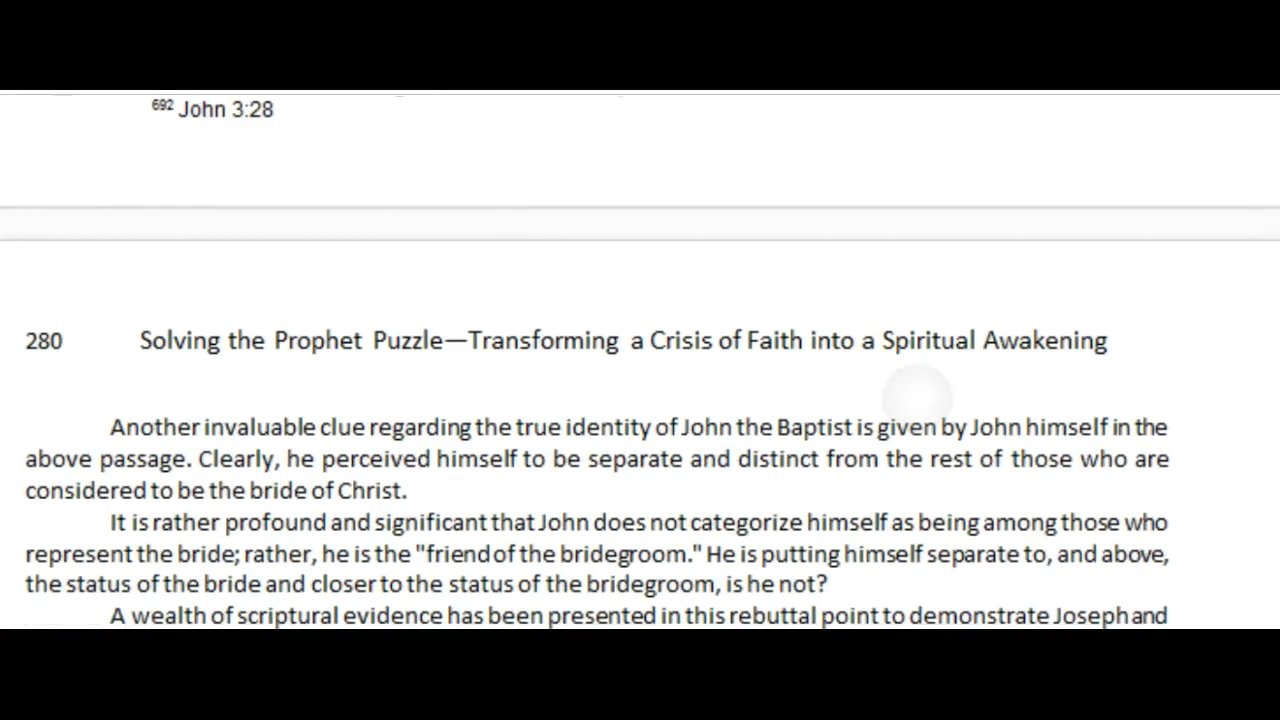 692 John 3:28
280 Solving the Prophet Puzzle—Transforming a Crisis of Faith into a Spiritual Awakening
Another invaluable clue regarding the true identity of John the Baptist is given by John himself in the
above passage. Clearly, he perceived himself to be separate and distinct from the rest of those who are
considered to be the bride of Christ.
It is rather profound and significant that John does not categorize himself as being among those who
represent the bride; rather, he is the "friend of the bridegroom." He is putting himself separate to, and above,
the status of the bride and closer to the status of the bridegroom, is he not?
A wealth of scriptural evidence has been presented in this rebuttal point to demonstrate Joseph and